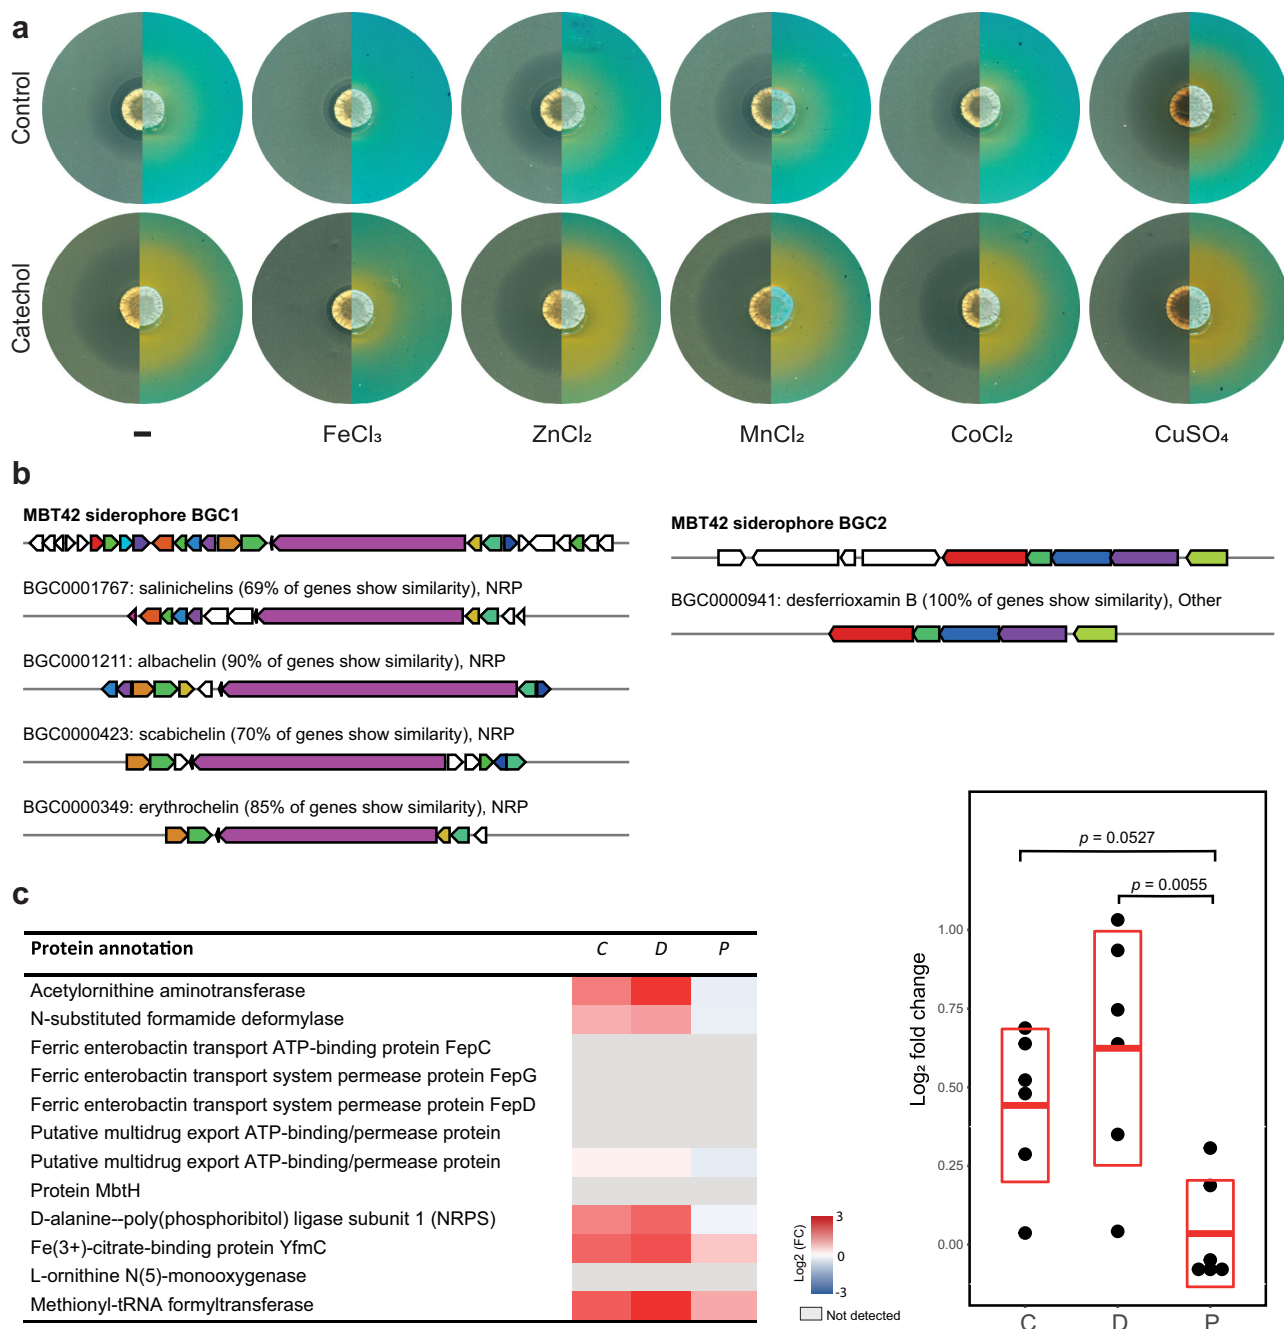 a
Control
Catechol
–
FeCl₃
ZnCl₂
MnCl₂
CoCl₂
CuSO₄
b
MBT42 siderophore BGC1
BGC0001767: salinichelins (69% of genes show similarity), NRP
BGC0001211: albachelin (90% of genes show similarity), NRP
BGC0000423: scabichelin (70% of genes show similarity), NRP
BGC0000349: erythrochelin (85% of genes show similarity), NRP
MBT42 siderophore BGC2
BGC0000941: desferrioxamin B (100% of genes show similarity), Other
c
Protein annotation C D P
Acetylornithine aminotransferase
N-substituted formamide deformylase
Ferric enterobactin transport ATP-binding protein FepC
Ferric enterobactin transport system permease protein FepG
Ferric enterobactin transport system permease protein FepD
Putative multidrug export ATP-binding/permease protein
Putative multidrug export ATP-binding/permease protein
Protein MbtH
D-alanine--poly(phosphoribitol) ligase subunit 1 (NRPS)
Fe(3+)-citrate-binding protein YfmC
L-ornithine N(5)-monooxygenase
Methionyl-tRNA formyltransferase
Log2 (FC)
3
0
-3
Not detected
p = 0.0527
p = 0.0055
Log₂ fold change
1.00
0.75
0.50
0.25
0.00
C D P